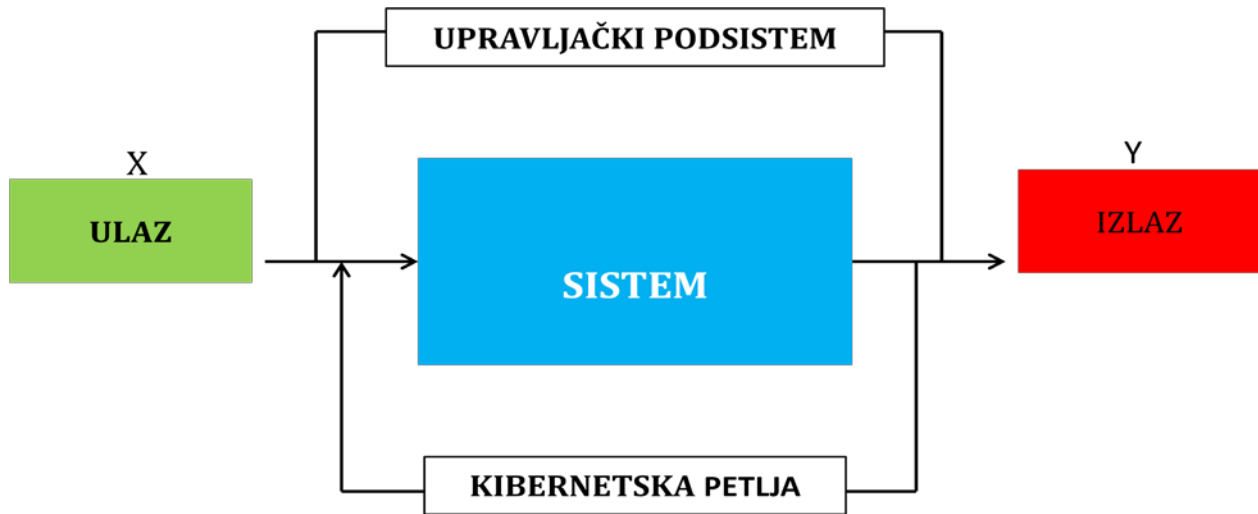 UPRAVLJAČKI PODSISTEM
X
Y
ULAZ
IZLAZ
SISTEM
KIBERNETSKA PETLJA